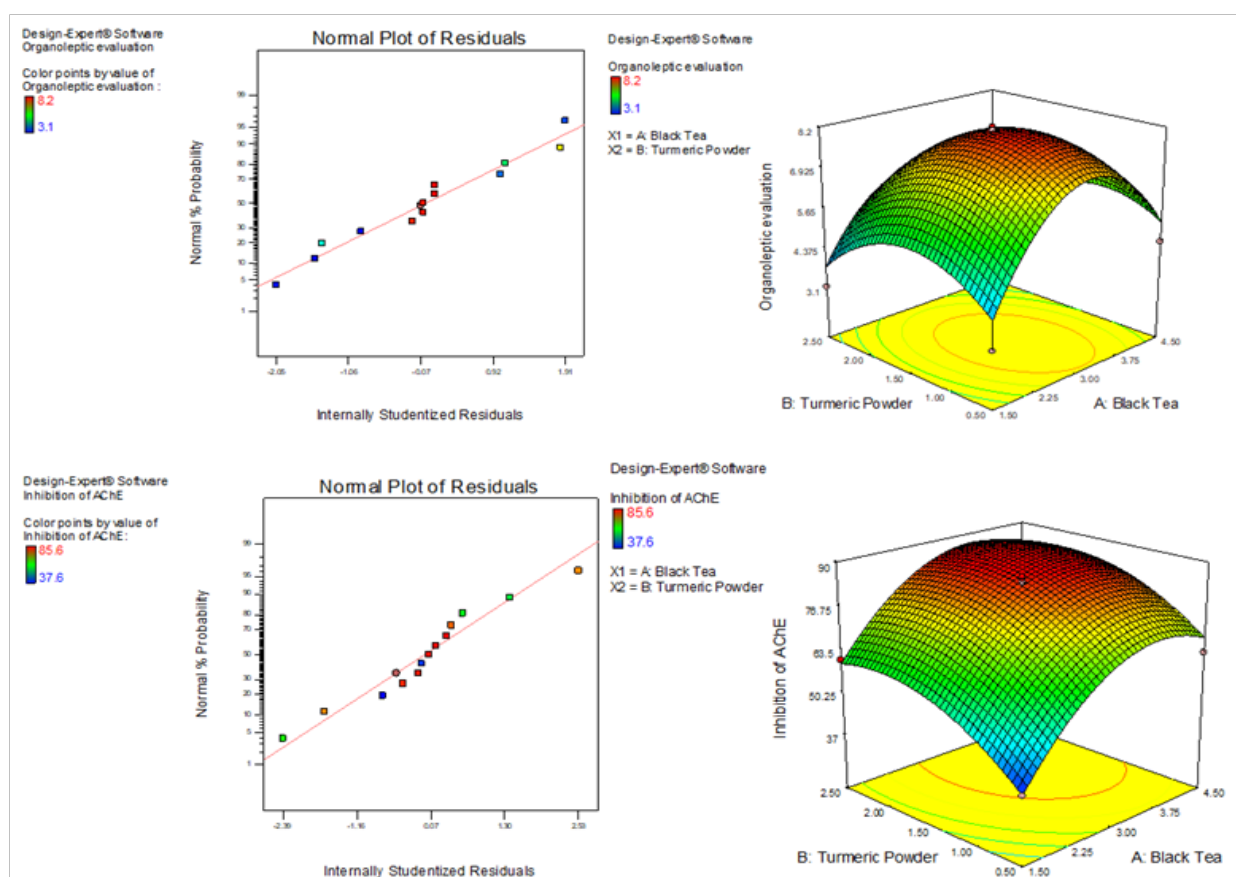 Design-Expert® Software
Organoleptic evaluation
Color points by value of
Organoleptic evaluation :
8.2
3.1
Normal Plot of Residuals
Normal % Probability
99
95
90
80
70
50
30
20
10
5
1
-2.05
-1.06
-0.07
0.92
1.91
Internally Studentized Residuals
Design-Expert® Software
Organoleptic evaluation
8.2
3.1
X1 = A: Black Tea
X2 = B: Turmeric Powder
Organoleptic evaluation
8.2
6.925
5.65
4.375
3.1
2.50
2.00
1.50
1.00
0.50
1.50
2.25
3.00
3.75
4.50
B: Turmeric Powder
A: Black Tea
Design-Expert® Software
Inhibition of AChE
Color points by value of
Inhibition of AChE:
85.6
37.6
Normal Plot of Residuals
Normal % Probability
99
95
90
80
70
50
30
20
10
5
1
-1.16
0.07
1.30
Internally Studentized Residuals
Design-Expert® Software
Inhibition of AChE
85.6
37.6
X1 = A: Black Tea
X2 = B: Turmeric Powder
Inhibition of AChE
90
76.75
63.5
50.25
37
2.50
2.00
1.50
1.00
0.50
1.50
2.25
3.00
3.75
4.50
B: Turmeric Powder
A: Black Tea